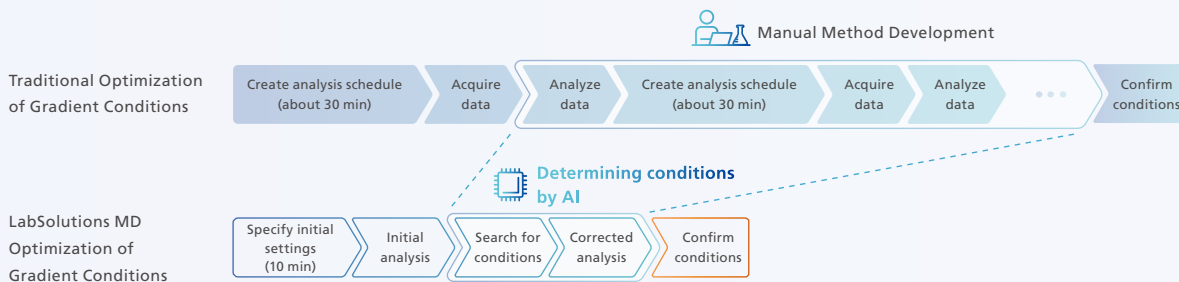 Manual Method Development
Traditional Optimization
of Gradient Conditions
Create analysis schedule
(about 30 min)
Acquire
data
Analyze
data
Create analysis schedule
(about 30 min)
Acquire
data
Analyze
data
Confirm
conditions
Determining conditions
by AI
LabSolutions MD
Optimization of
Gradient Conditions
Specify initial
settings
(10 min)
Initial
analysis
Search for
conditions
Corrected
analysis
Confirm
conditions